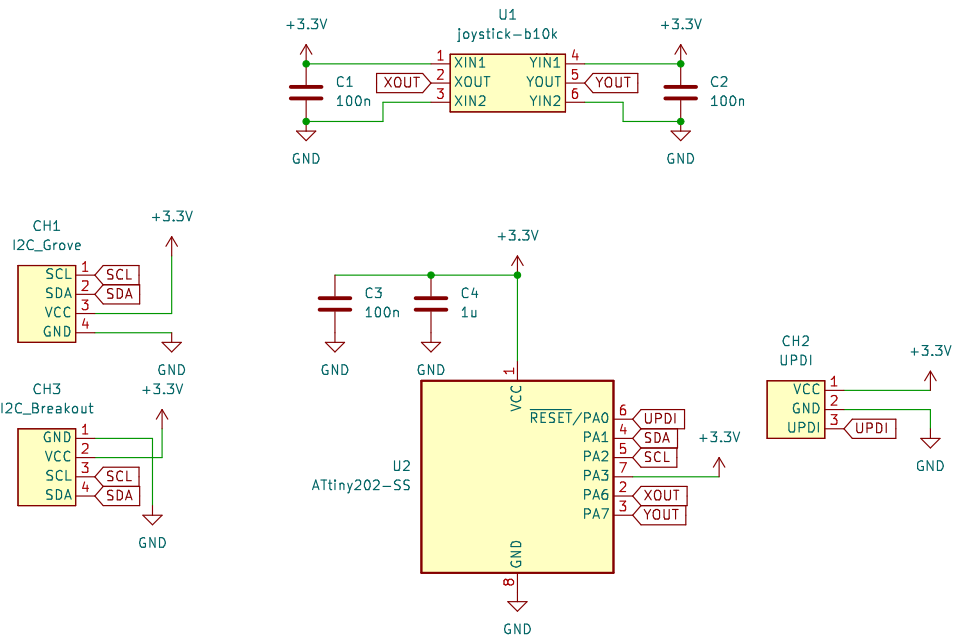 U1
joystick-b10k
+3.3V
+3.3V
1 XIN1 YIN1 4
XOUT 2 XOUT YOUT 5 YOUT
3 XIN2 YIN2 6
C1
100n
C2
100n
GND
GND
CH1
I2C_Grove
+3.3V
SCL 1 SCL
SDA 2 SDA
VCC 3
GND 4
GND
CH3
I2C_Breakout
+3.3V
GND 1
VCC 2
SCL 3 SCL
SDA 4 SDA
GND
+3.3V
C3
100n
C4
1u
GND
GND
U2
ATtiny202-SS
1
VCC
RESET/PA0 6 UPDI
PA1 4 SDA
PA2 5 SCL
PA3 7
+3.3V
PA6 2 XOUT
PA7 3 YOUT
GND
8
GND
CH2
UPDI
+3.3V
VCC 1
GND 2
UPDI 3 UPDI
GND